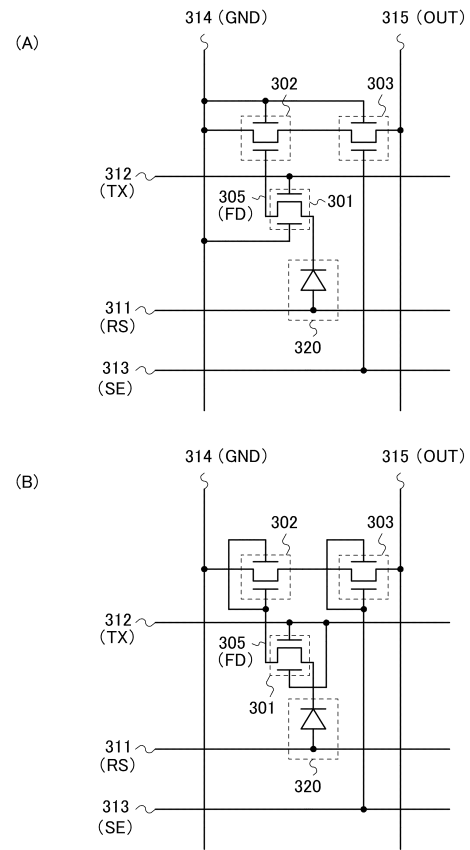 314 (GND)
315 (OUT)
(A)
302
303
312
(TX)
305
(FD)
301
311
(RS)
320
313
(SE)
314 (GND)
315 (OUT)
(B)
302
303
312
(TX)
305
(FD)
301
311
(RS)
320
313
(SE)